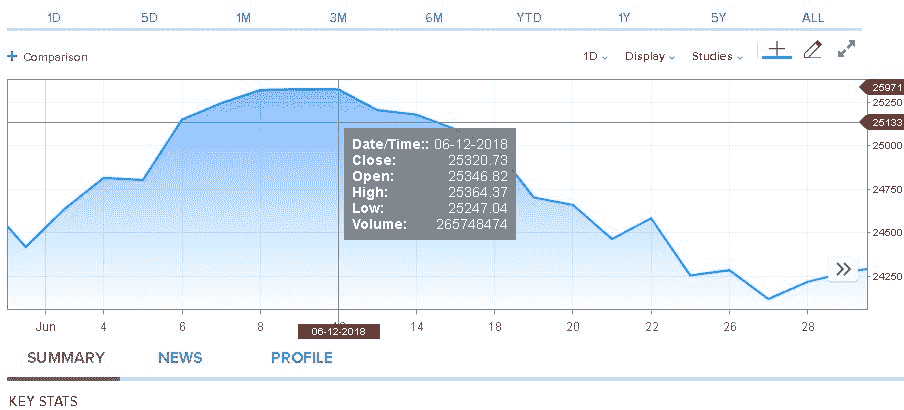 1D 5D 1M 3M 6M YTD 1Y 5Y ALL
+ Comparison 1D Display Studies
25971
25250
25133
25000
24750
24500
24250
Date/Time:: 06-12-2018
Close: 25320.73
Open: 25346.82
High: 25364.37
Low: 25247.04
Volume: 265748474
Jun 4 6 8 14 16 18 20 22 26 28
06-12-2018
SUMMARY NEWS PROFILE
KEY STATS